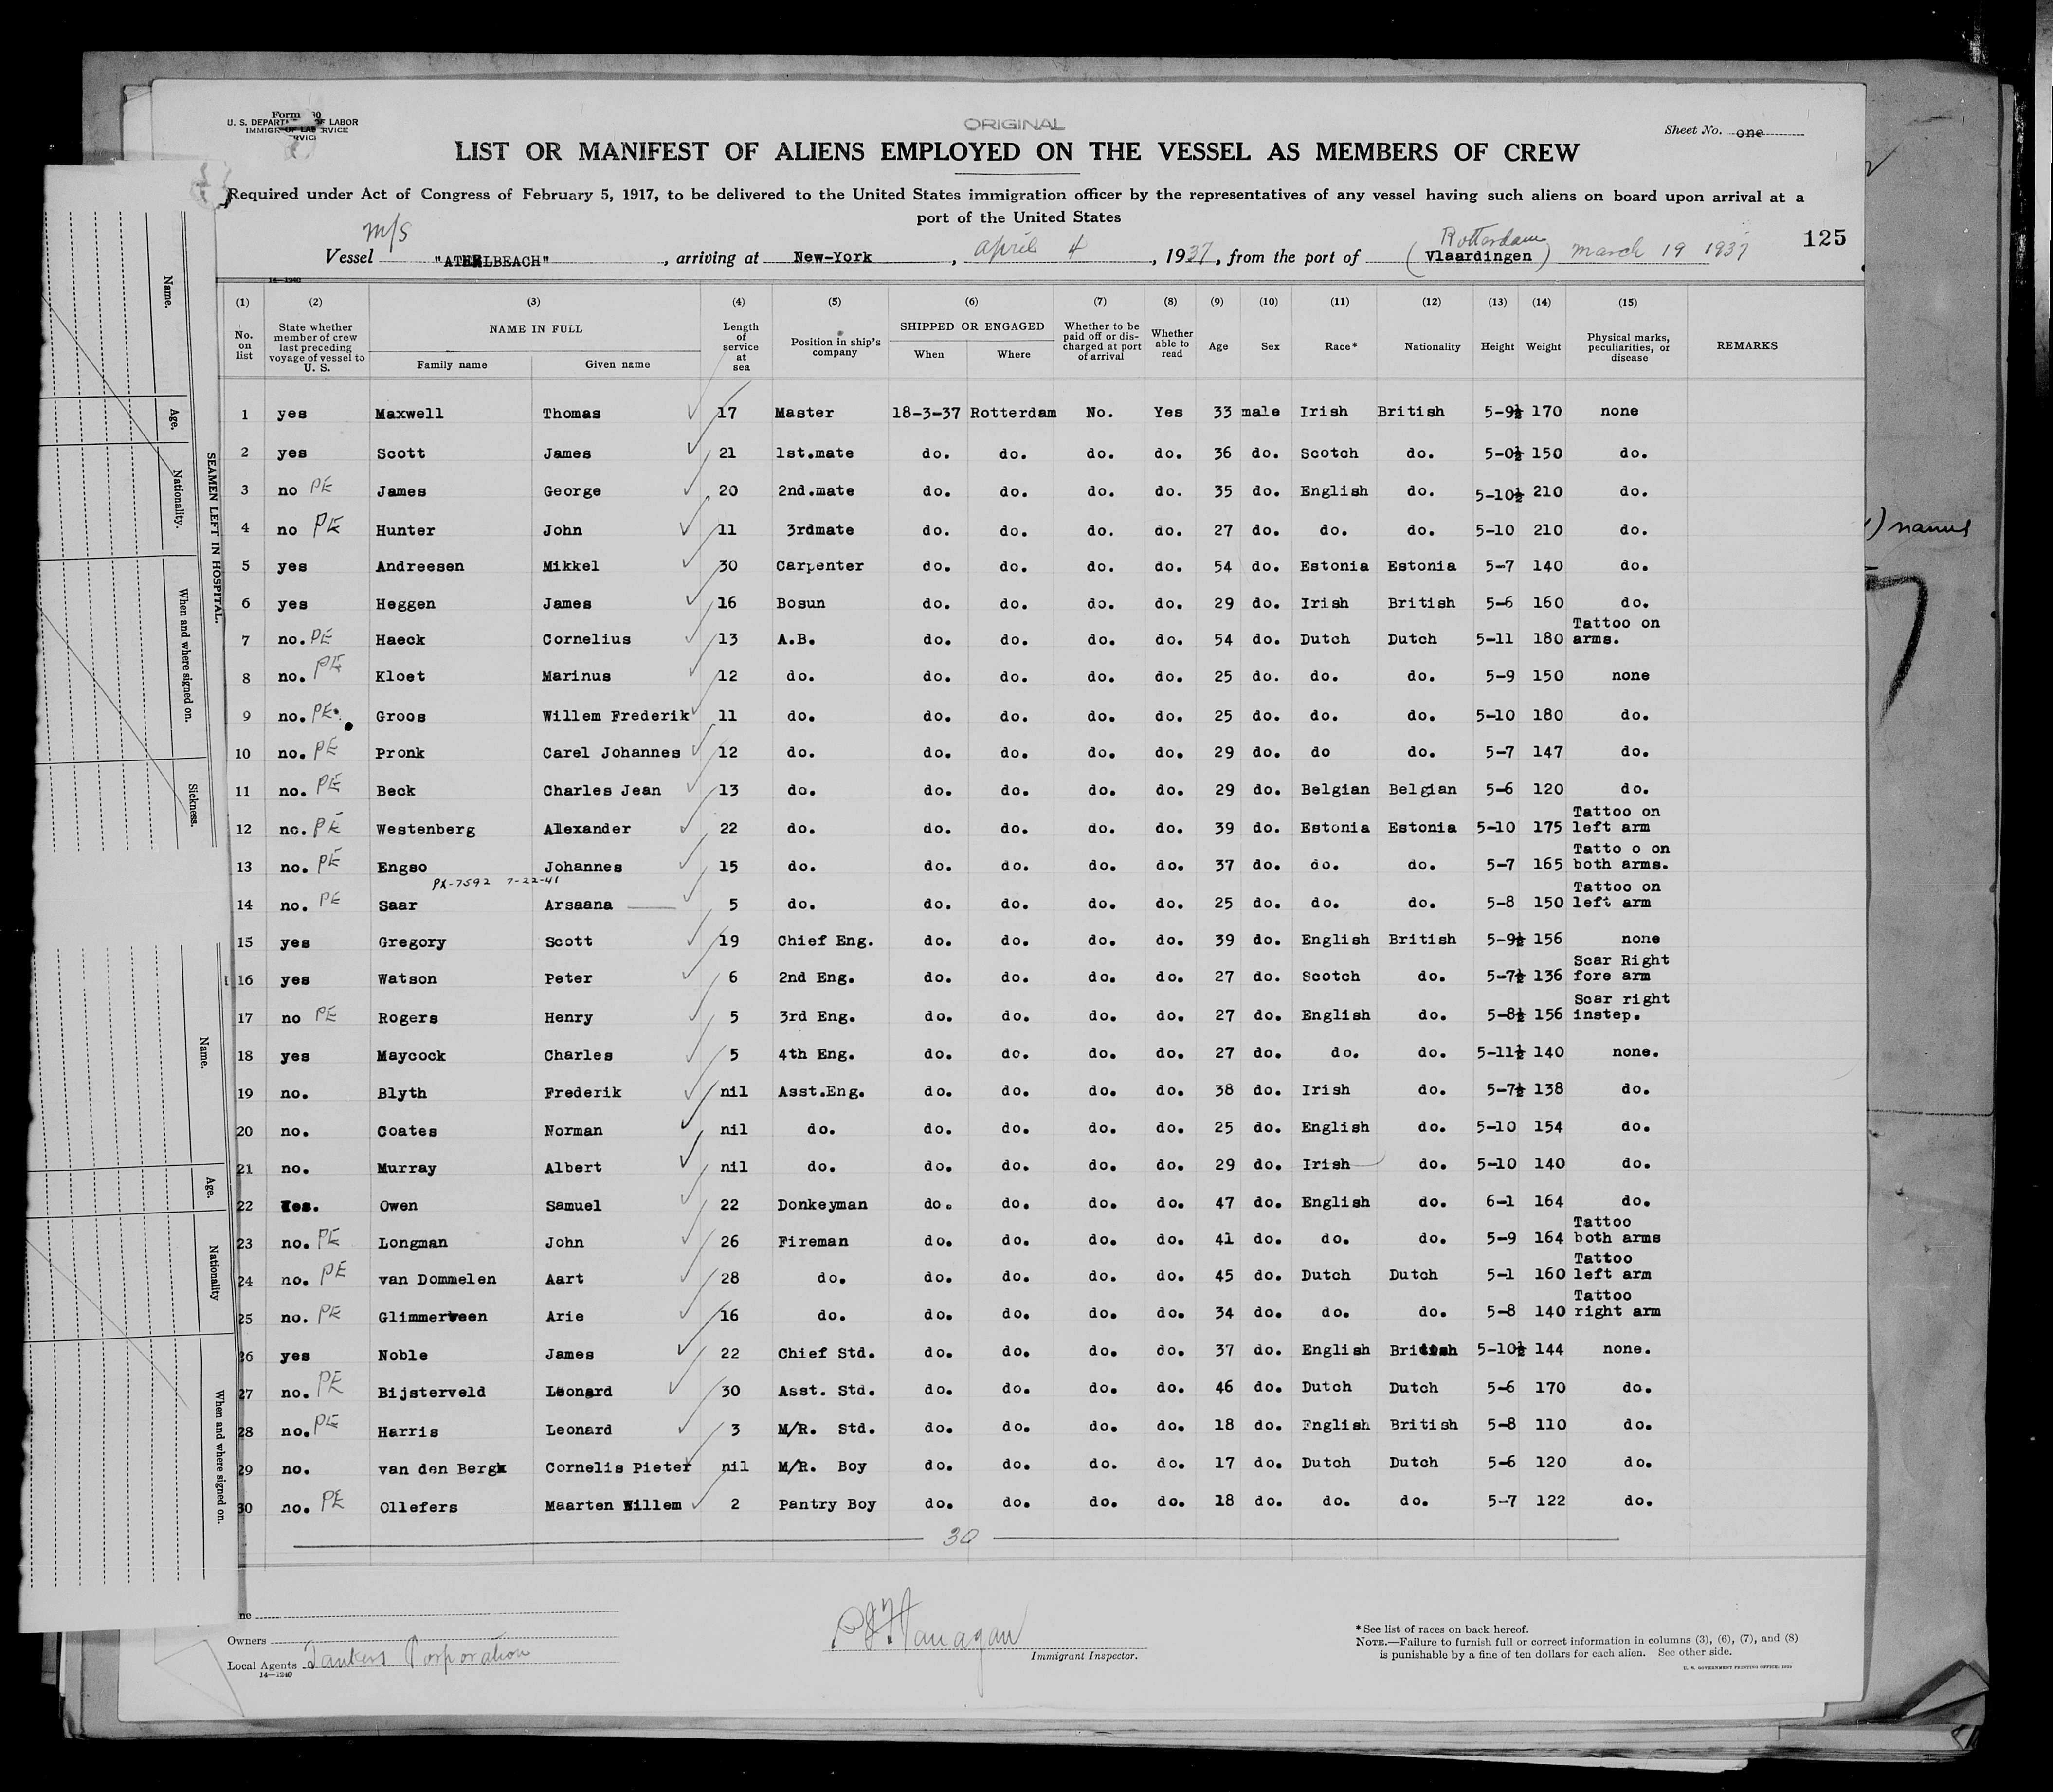 Form
U. S. DEPART OF LABOR
ORIGINAL
Sheet No. one
LIST OR MANIFEST OF ALIENS EMPLOYED ON THE VESSEL AS MEMBERS OF CREW
Required under Act of Congress of February 5, 1917, to be delivered to the United States immigration officer by the representatives of any vessel having such aliens on board upon arrival at a
port of the United States
125
m/s Rotterdam
Vessel , arriving at New-York , april 4 , 1937, from the port of (Vlaardingen) march 19 1937
14-1240
(1) (2) (3) (4) (5) (6) (7) (8) (9) (10) (11) (12) (13) (14) (15)
No. on list State whether member of crew last preceding voyage of vessel to U. S. NAME IN FULL Family name Given name Length of service at sea Position in ship's company SHIPPED OR ENGAGED When Where Whether to be paid off or discharged at port of arrival Whether able to read Age Sex Race* Nationality Height Weight Physical marks, peculiarities, or disease REMARKS
1 yes Maxwell Thomas 17 Master 18-3-37 Rotterdam No. Yes 33 male Irish British 5-9½ 170 none
2 yes Scott James 21 1st.mate do. do. do. do. 36 do. Scotch do. 5-0½ 150 do.
3 no PE James George 20 2nd.mate do. do. do. do. 35 do. English do. 5-10½ 210 do.
4 no PE Hunter John 11 3rdmate do. do. do. do. 27 do. do. do. 5-10 210 do.
5 yes Andreesen Mikkel 30 Carpenter do. do. do. do. 54 do. Estonia Estonia 5-7 140 do.
6 yes Heggen James 16 Bosun do. do. do. do. 29 do. Irish British 5-6 160 do.
7 no. PE Haeck Cornelius 13 A.B. do. do. do. do. 54 do. Dutch Dutch 5-11 180 Tattoo on arms.
8 no. PE Kloet Marinus 12 do. do. do. do. do. 25 do. do. do. 5-9 150 none
9 no. PE Groos Willem Frederik 11 do. do. do. do. do. 25 do. do. do. 5-10 180 do.
10 no. PE Pronk Carel Johannes 12 do. do. do. do. do. 29 do. do do. 5-7 147 do.
11 no. PE Beck Charles Jean 13 do. do. do. do. do. 29 do. Belgian Belgian 5-6 120 do.
12 no. PE Westenberg Alexander 22 do. do. do. do. do. 39 do. Estonia Estonia 5-10 175 Tattoo on left arm
13 no. PE Engso Johannes 15 do. do. do. do. do. 37 do. do. do. 5-7 165 Tatto o on both arms.
PX-7592 7-22-41
14 no. PE Saar Arsaana 5 do. do. do. do. do. 25 do. do. do. 5-8 150 Tattoo on left arm
15 yes Gregory Scott 19 Chief Eng. do. do. do. do. 39 do. English British 5-9½ 156 none
16 yes Watson Peter 6 2nd Eng. do. do. do. do. 27 do. Scotch do. 5-7½ 136 Scar Right fore arm
17 no PE Rogers Henry 5 3rd Eng. do. do. do. do. 27 do. English do. 5-8½ 156 Scar right instep.
18 yes Maycock Charles 5 4th Eng. do. do. do. do. 27 do. do. do. 5-11½ 140 none.
19 no. Blyth Frederik nil Asst.Eng. do. do. do. do. 38 do. Irish do. 5-7½ 138 do.
20 no. Coates Norman nil do. do. do. do. do. 25 do. English do. 5-10 154 do.
21 no. Murray Albert nil do. do. do. do. do. 29 do. Irish do. 5-10 140 do.
22 Yes. Owen Samuel 22 Donkeyman do. do. do. do. 47 do. English do. 6-1 164 do.
23 no. PE Longman John 26 Fireman do. do. do. do. 41 do. do. do. 5-9 164 Tattoo both arms
24 no. PE van Dommelen Aart 28 do. do. do. do. do. 45 do. Dutch Dutch 5-1 160 Tattoo left arm
25 no. PE Glimmerveen Arie 16 do. do. do. do. do. 34 do. do. do. 5-8 140 Tattoo right arm
26 yes Noble James 22 Chief Std. do. do. do. do. 37 do. English British 5-10½ 144 none.
27 no. PE Bijsterveld Leonard 30 Asst. Std. do. do. do. do. 46 do. Dutch Dutch 5-6 170 do.
28 no. PE Harris Leonard 3 M/R. Std. do. do. do. do. 18 do. English British 5-8 110 do.
29 no. van den Berg Cornelis Pieter nil M/R. Boy do. do. do. do. 17 do. Dutch Dutch 5-6 120 do.
30 no. PE Ollefers Maarten Willem 2 Pantry Boy do. do. do. do. 18 do. do. do. 5-7 122 do.
30
Owners
Local Agents Tankers Corporation
14-1240
Flanagan
Immigrant Inspector.
*See list of races on back hereof.
NOTE.—Failure to furnish full or correct information in columns (3), (6), (7), and (8)
is punishable by a fine of ten dollars for each alien. See other side.
U. S. GOVERNMENT PRINTING OFFICE
SEAMEN LEFT IN HOSPITAL.
Name.
Age.
Nationality.
When and where signed on.
Sickness.
Name.
Age.
Nationality
When and where signed on.
names
7